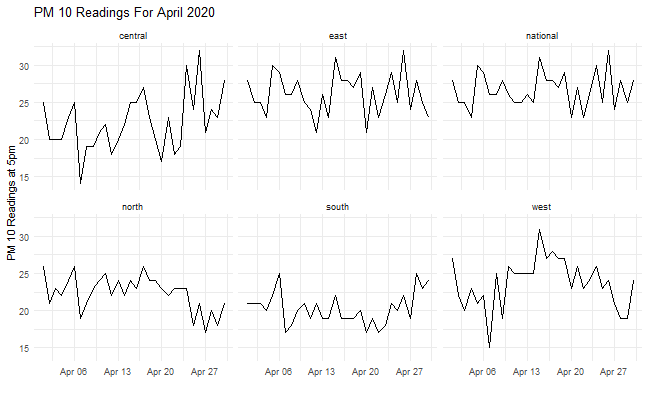 PM 10 Readings For April 2020
central east national
30
25
20
15
PM 10 Readings at 5pm
north south west
30
25
20
15
Apr 06 Apr 13 Apr 20 Apr 27 Apr 06 Apr 13 Apr 20 Apr 27 Apr 06 Apr 13 Apr 20 Apr 27